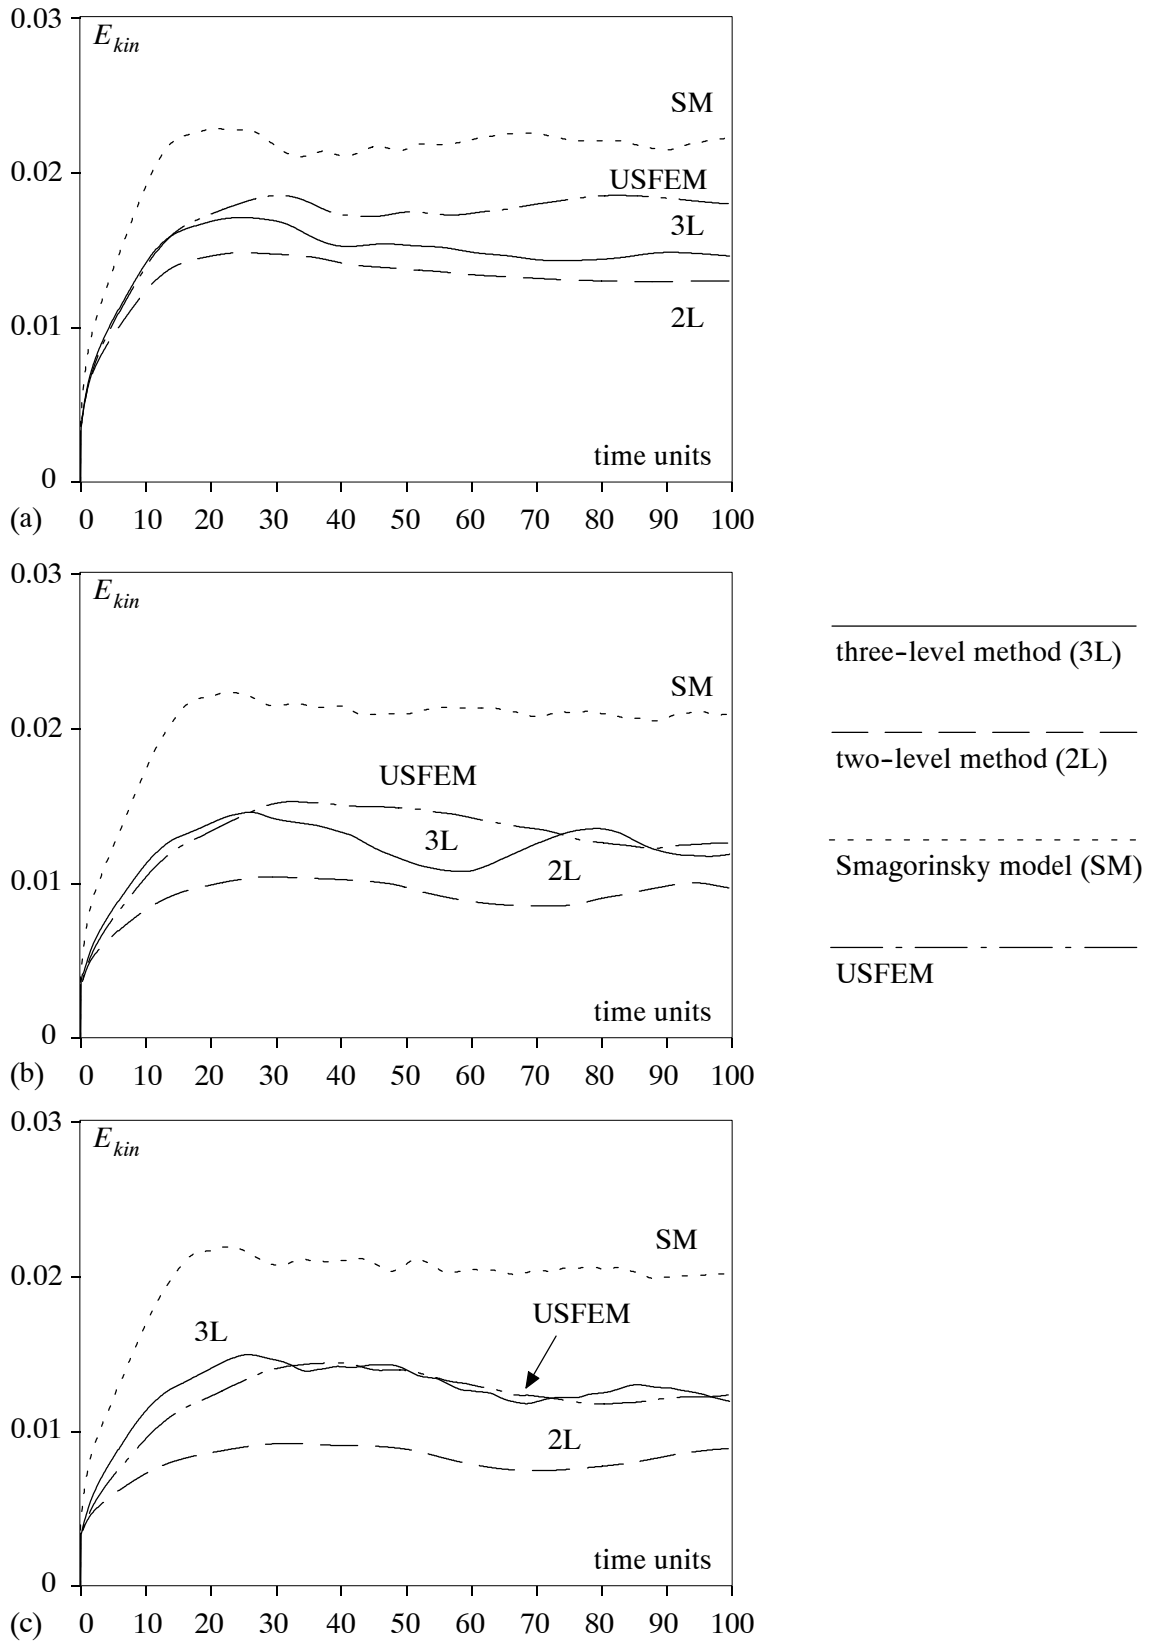 0.03
E_kin
SM
0.02
USFEM
3L
0.01
2L
time units
0
(a) 0 10 20 30 40 50 60 70 80 90 100
0.03
E_kin
SM
0.02
USFEM
3L
2L
0.01
time units
0
(b) 0 10 20 30 40 50 60 70 80 90 100
three-level method (3L)
two-level method (2L)
Smagorinsky model (SM)
USFEM
0.03
E_kin
SM
0.02
USFEM
3L
0.01
2L
time units
0
(c) 0 10 20 30 40 50 60 70 80 90 100